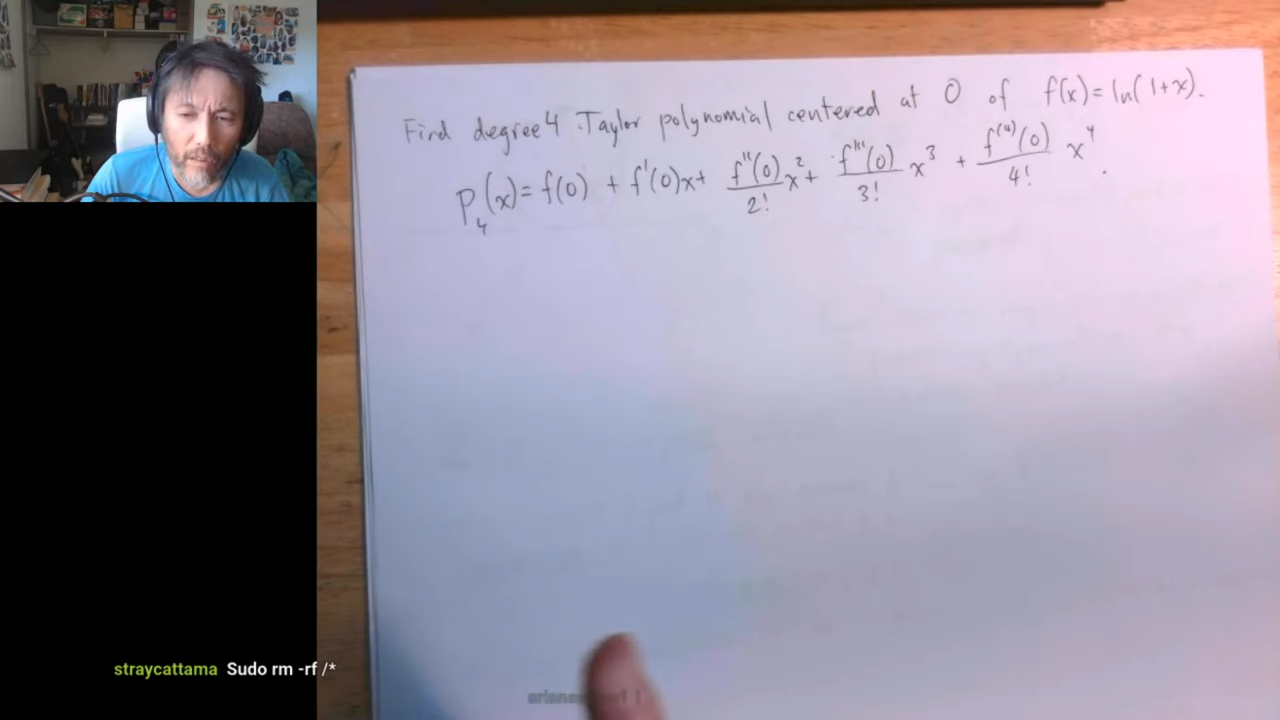 Find degree 4 Taylor polynomial centered at 0 of f(x) = ln(1+x).
P₄(x) = f(0) + f'(0)x + f''(0)/2! x² + f'''(0)/3! x³ + f⁽⁴⁾(0)/4! x⁴.
straycattama Sudo rm -rf /*